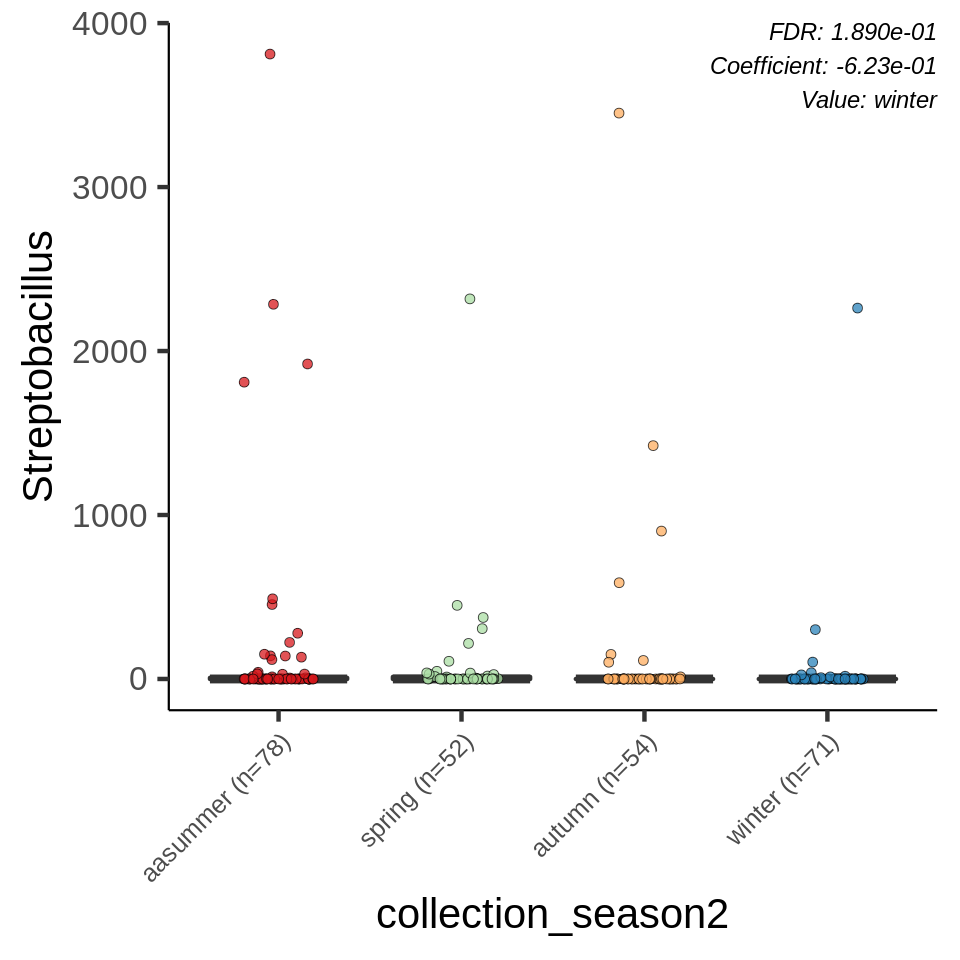 FDR: 1.890e-01
Coefficient: -6.23e-01
Value: winter
Streptobacillus
4000
3000
2000
1000
0
aasummer (n=78)
spring (n=52)
autumn (n=54)
winter (n=71)
collection_season2